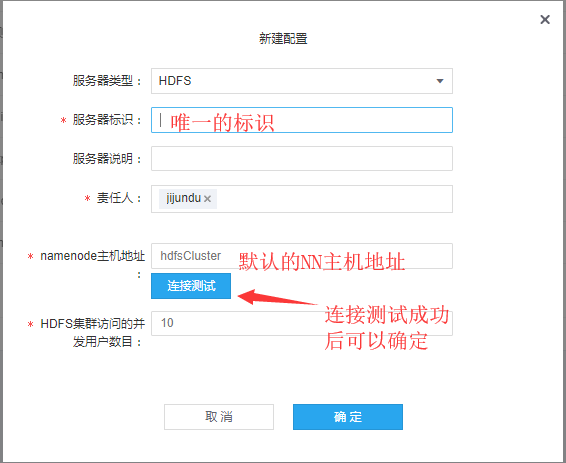 新建配置
服务器类型： HDFS
* 服务器标识： 唯一的标识
服务器说明：
* 责任人： jijundu
* namenode主机地址： hdfsCluster 默认的NN主机地址
连接测试
连接测试成功
后可以确定
* HDFS集群访问的并
发用户数目： 10
取 消 确 定